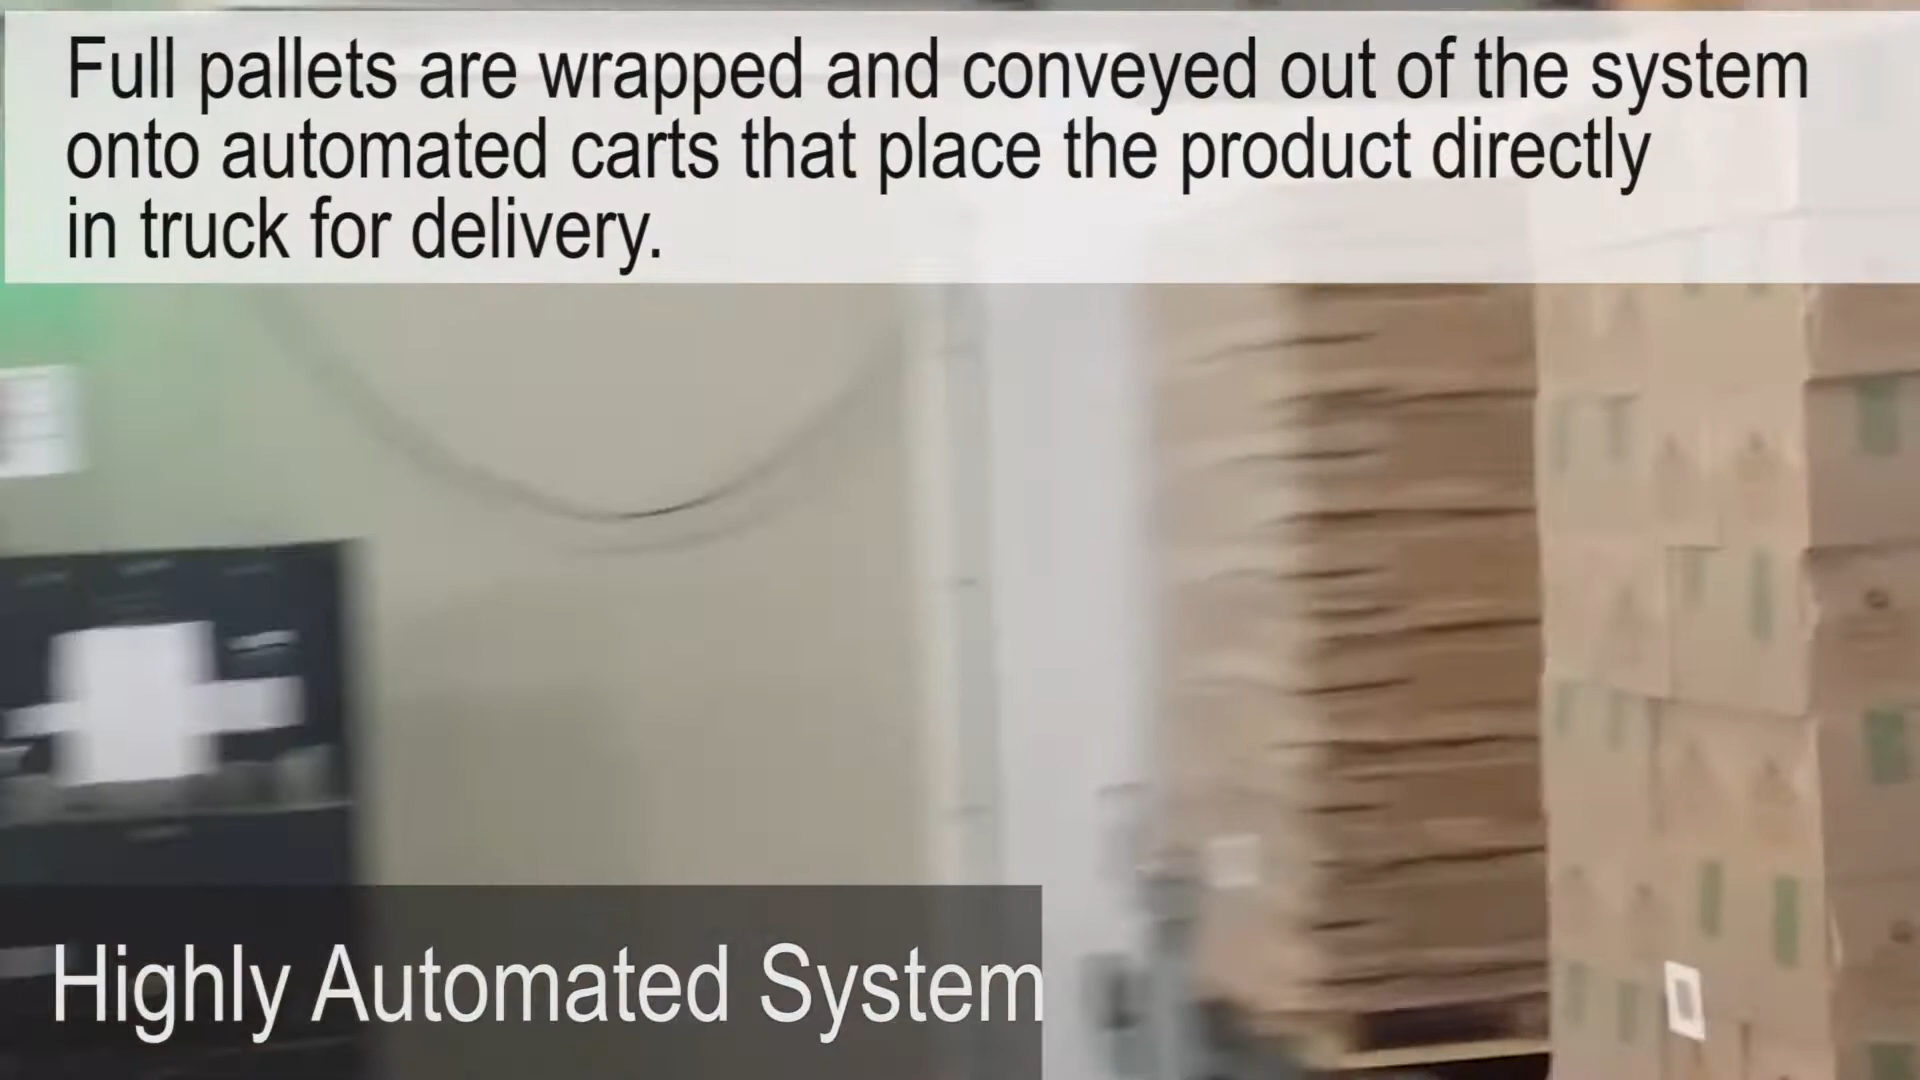 Full pallets are wrapped and conveyed out of the system
onto automated carts that place the product directly
in truck for delivery.
Highly Automated System